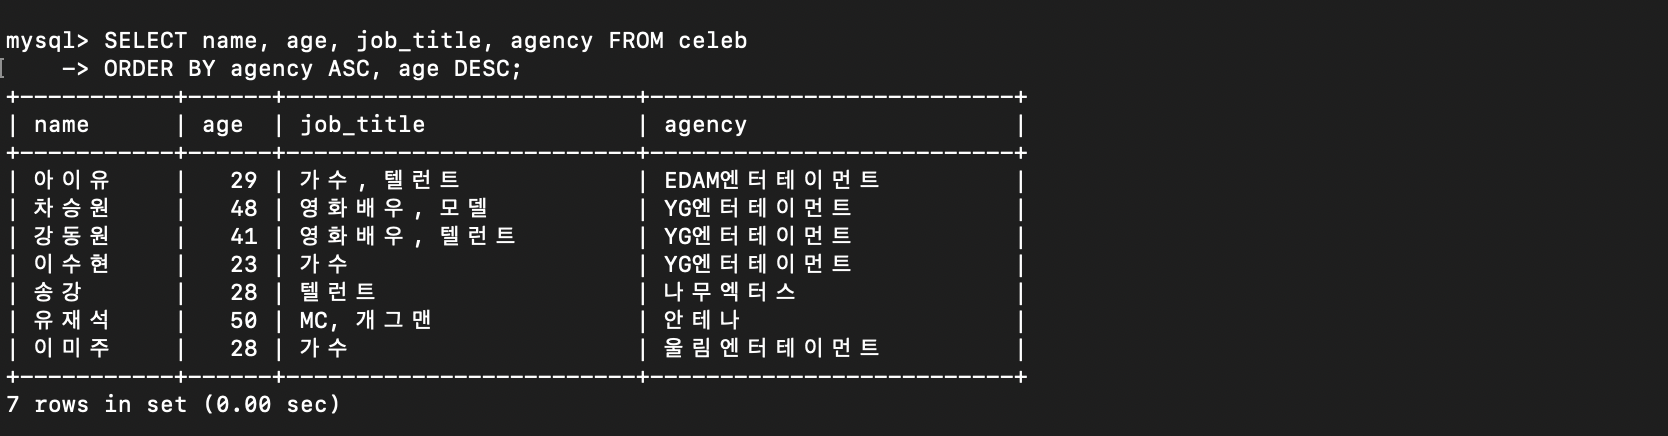 mysql> SELECT name, age, job_title, agency FROM celeb
    -> ORDER BY agency ASC, age DESC;
+-----------+------+-------------------------+--------------------------+
| name      | age  | job_title               | agency                   |
+-----------+------+-------------------------+--------------------------+
| 아이유    |   29 | 가수, 텔런트            | EDAM엔터테이먼트         |
| 차승원    |   48 | 영화배우, 모델          | YG엔터테이먼트           |
| 강동원    |   41 | 영화배우, 텔런트        | YG엔터테이먼트           |
| 이수현    |   23 | 가수                    | YG엔터테이먼트           |
| 송강      |   28 | 텔런트                  | 나무엑터스               |
| 유재석    |   50 | MC, 개그맨              | 안테나                   |
| 이미주    |   28 | 가수                    | 울림엔터테이먼트         |
+-----------+------+-------------------------+--------------------------+
7 rows in set (0.00 sec)